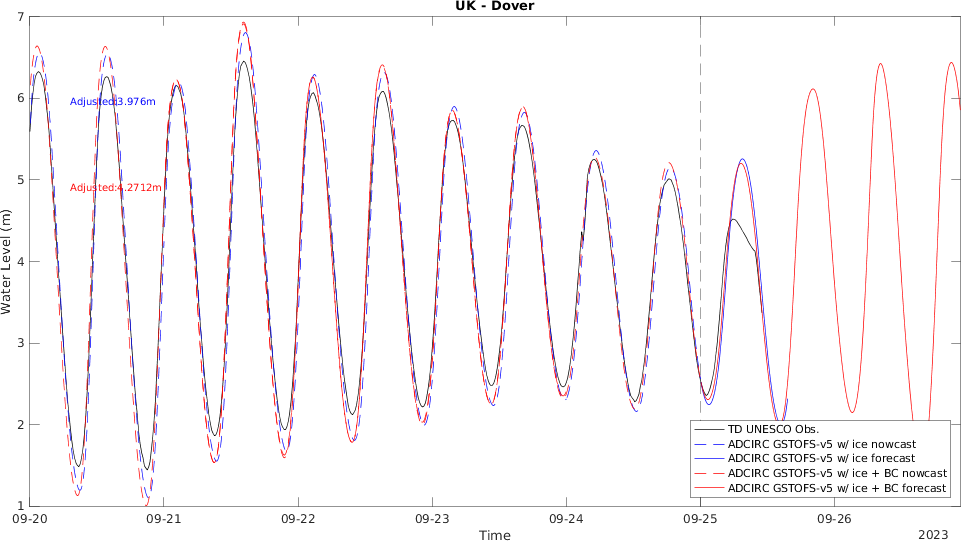 UK - Dover
7
6
5
4
3
2
1
Water Level (m)
Adjusted:3.976m
Adjusted:4.2712m
TD UNESCO Obs.
ADCIRC GSTOFS-v5 w/ ice nowcast
ADCIRC GSTOFS-v5 w/ ice forecast
ADCIRC GSTOFS-v5 w/ ice + BC nowcast
ADCIRC GSTOFS-v5 w/ ice + BC forecast
09-20 09-21 09-22 09-23 09-24 09-25 09-26
Time
2023